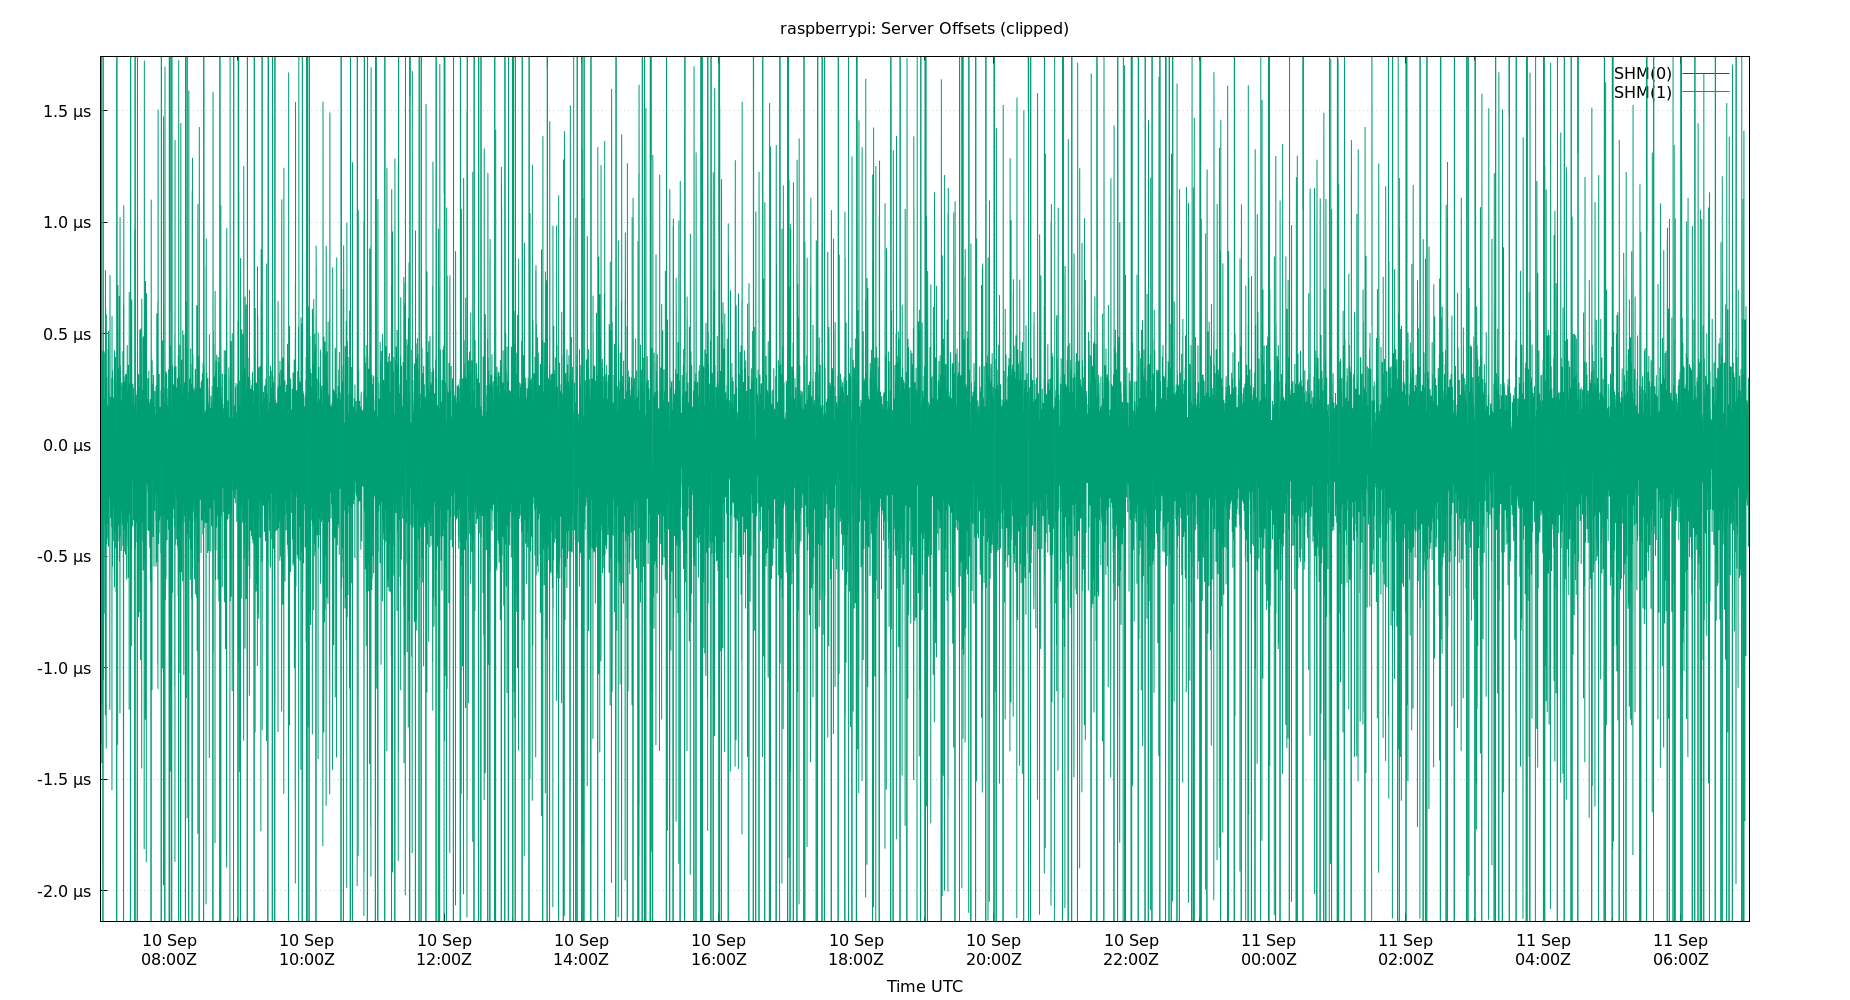 raspberrypi: Server Offsets (clipped)
SHM(0)
SHM(1)
1.5 µs
1.0 µs
0.5 µs
0.0 µs
-0.5 µs
-1.0 µs
-1.5 µs
-2.0 µs
10 Sep 10 Sep 10 Sep 10 Sep 10 Sep 10 Sep 10 Sep 10 Sep 11 Sep 11 Sep 11 Sep 11 Sep
08:00Z 10:00Z 12:00Z 14:00Z 16:00Z 18:00Z 20:00Z 22:00Z 00:00Z 02:00Z 04:00Z 06:00Z
Time UTC